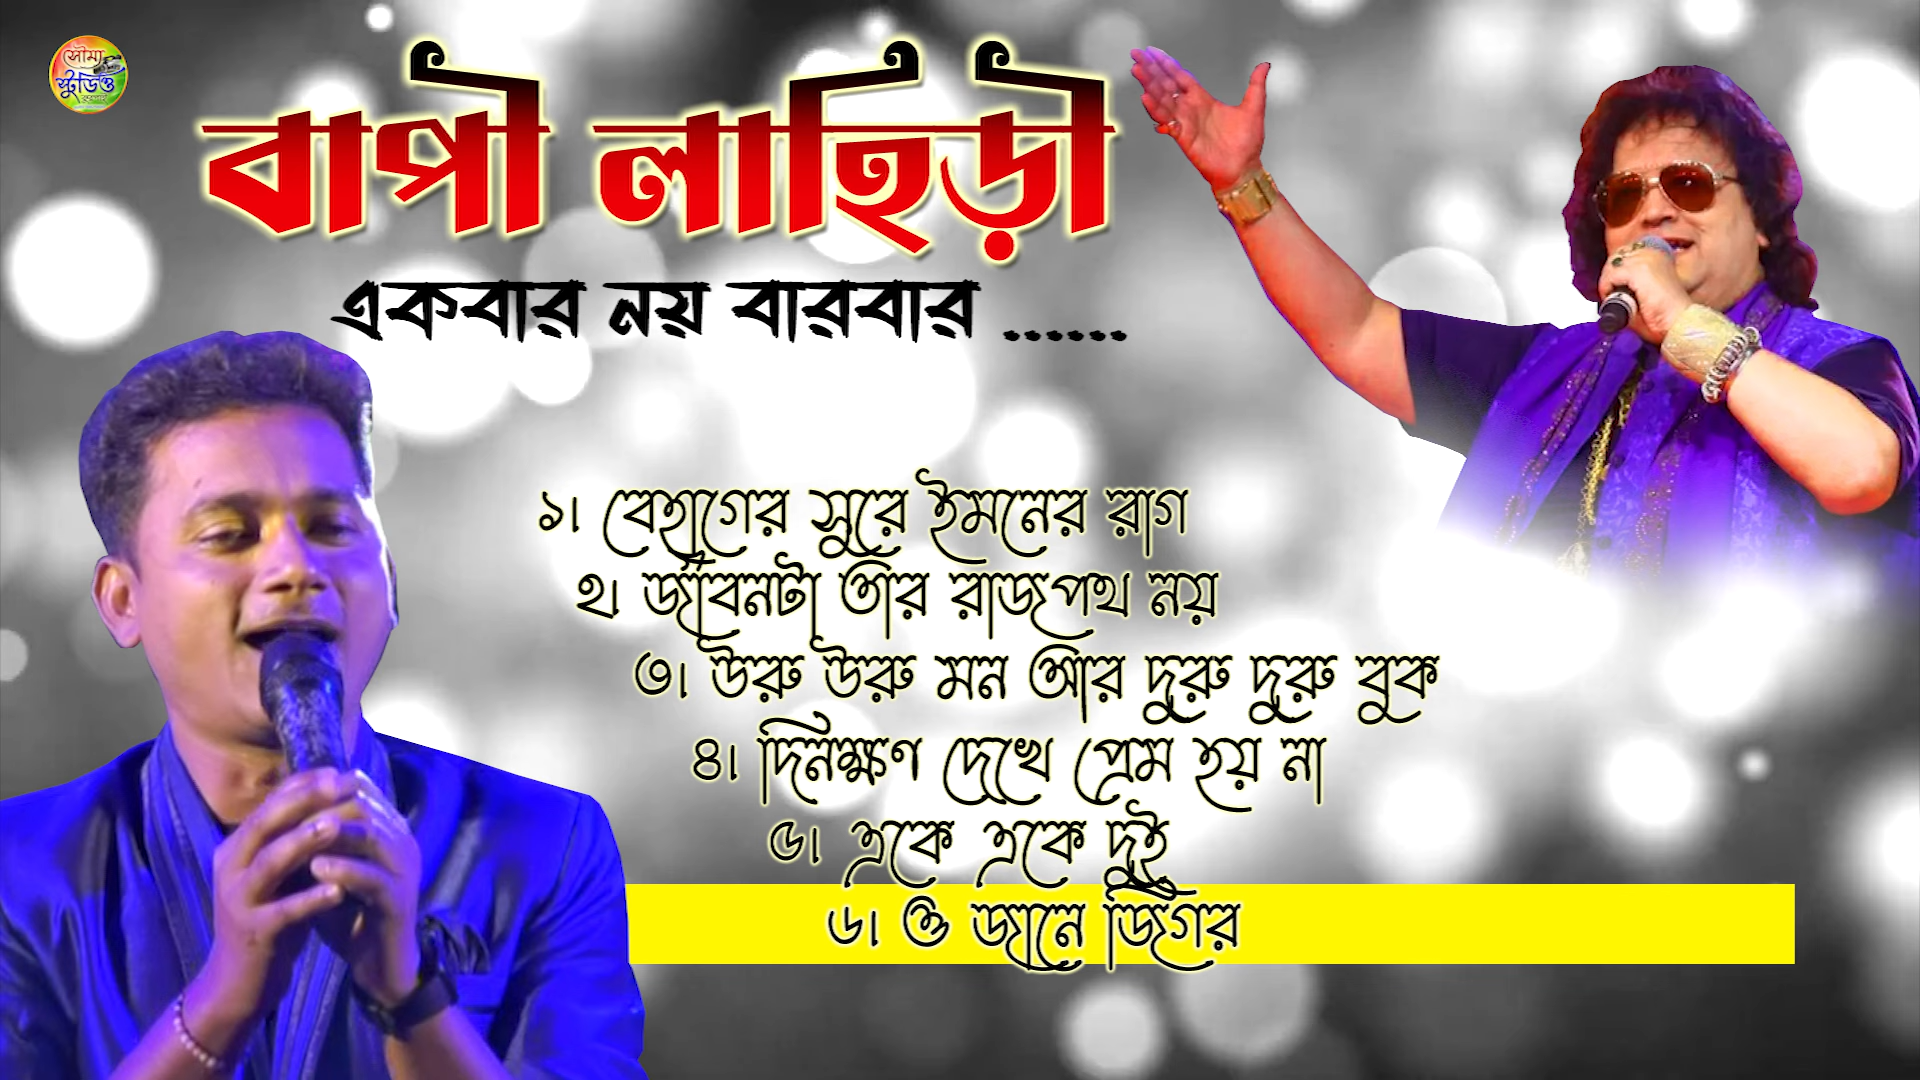 সৌম্য
স্টুডিও
বাপী লাহিড়ী
একবার নয় বারবার ......
১। বেহাগের সুরে ইমনের রাগ
২। জীবনটা তার রাজপথ নয়
৩। উরু উরু মন আর দুরু দুরু বুক
৪। দিনক্ষণ দেখে প্রেম হয় না
৫। একে একে দুই
৬। ও জানে জিগর